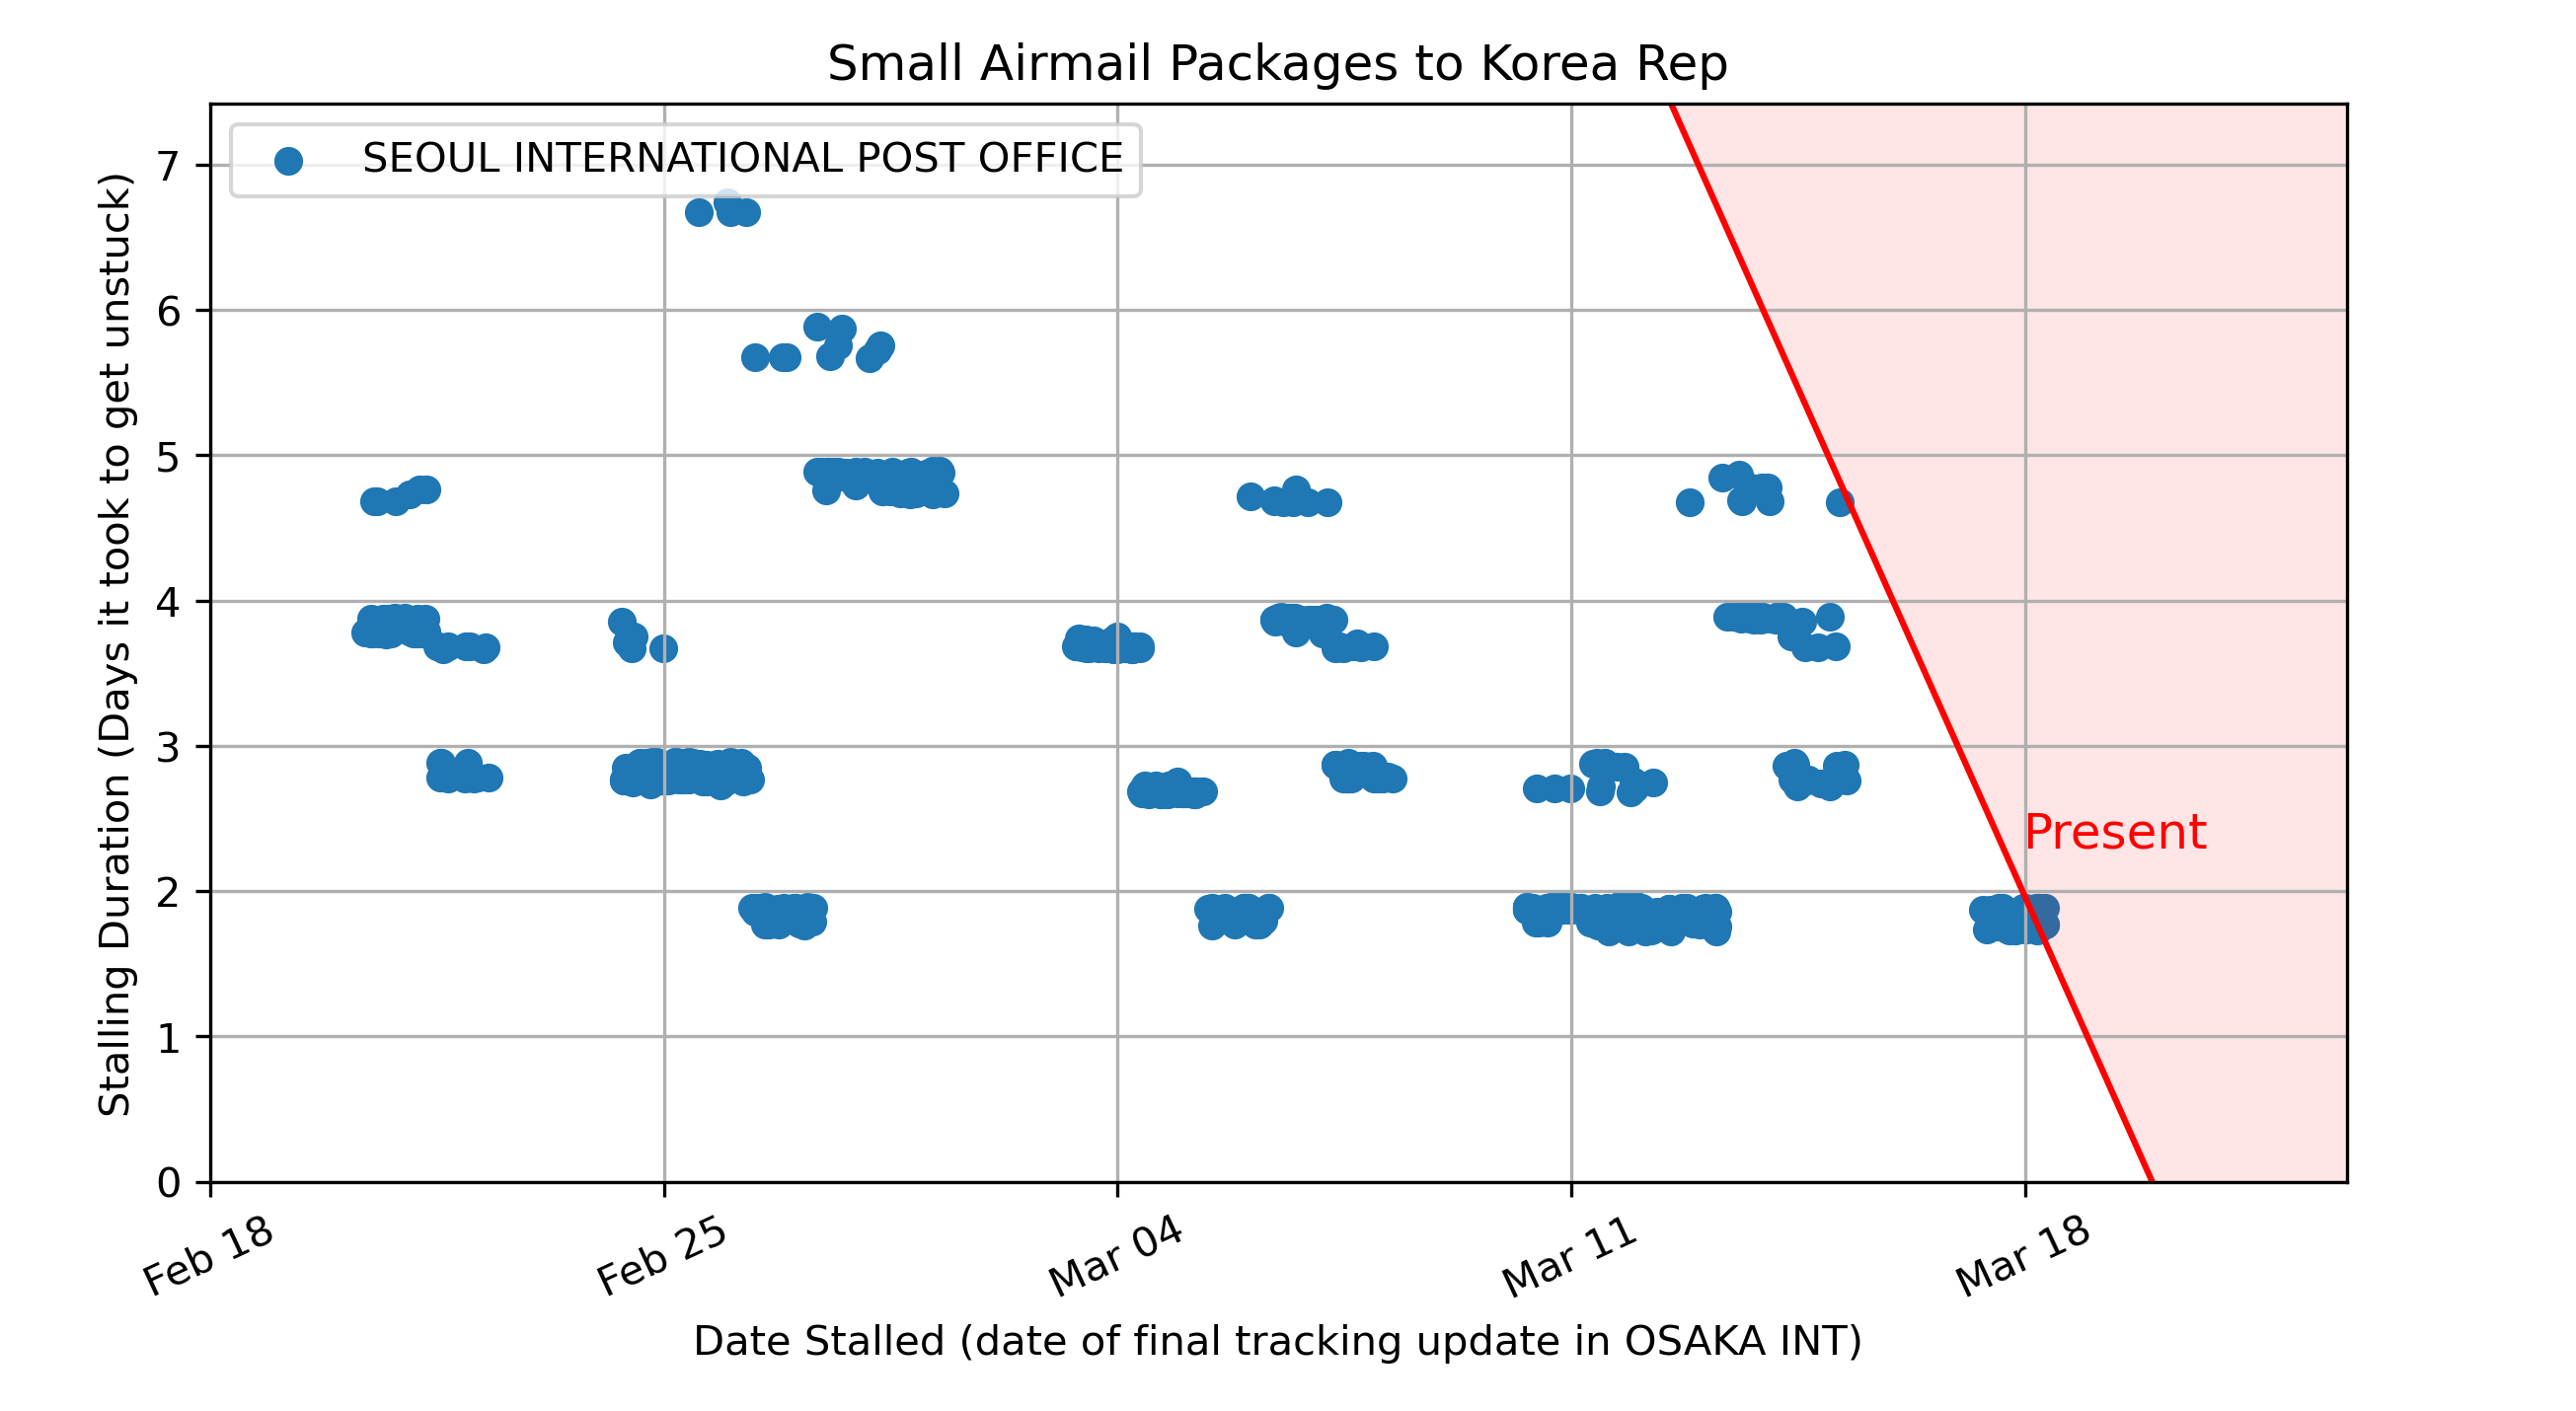 Small Airmail Packages to Korea Rep
SEOUL INTERNATIONAL POST OFFICE
Stalling Duration (Days it took to get unstuck)
7
6
5
4
3
2
1
0
Present
Feb 18
Feb 25
Mar 04
Mar 11
Mar 18
Date Stalled (date of final tracking update in OSAKA INT)